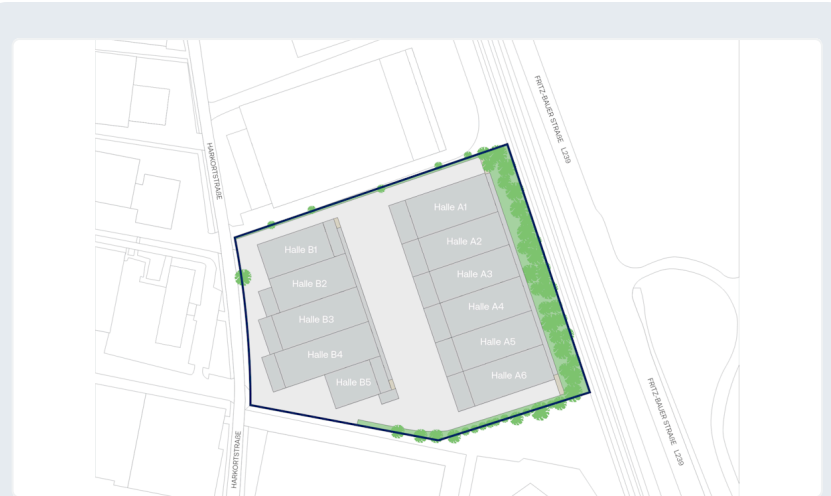 FRITZ-BAUER STRAßE L239
HARKORTSTRAßE
Halle A1
Halle A2
Halle A3
Halle A4
Halle A5
Halle A6
Halle B1
Halle B2
Halle B3
Halle B4
Halle B5
FRITZ-BAUER STRAßE L239
HARKORTSTRAßE